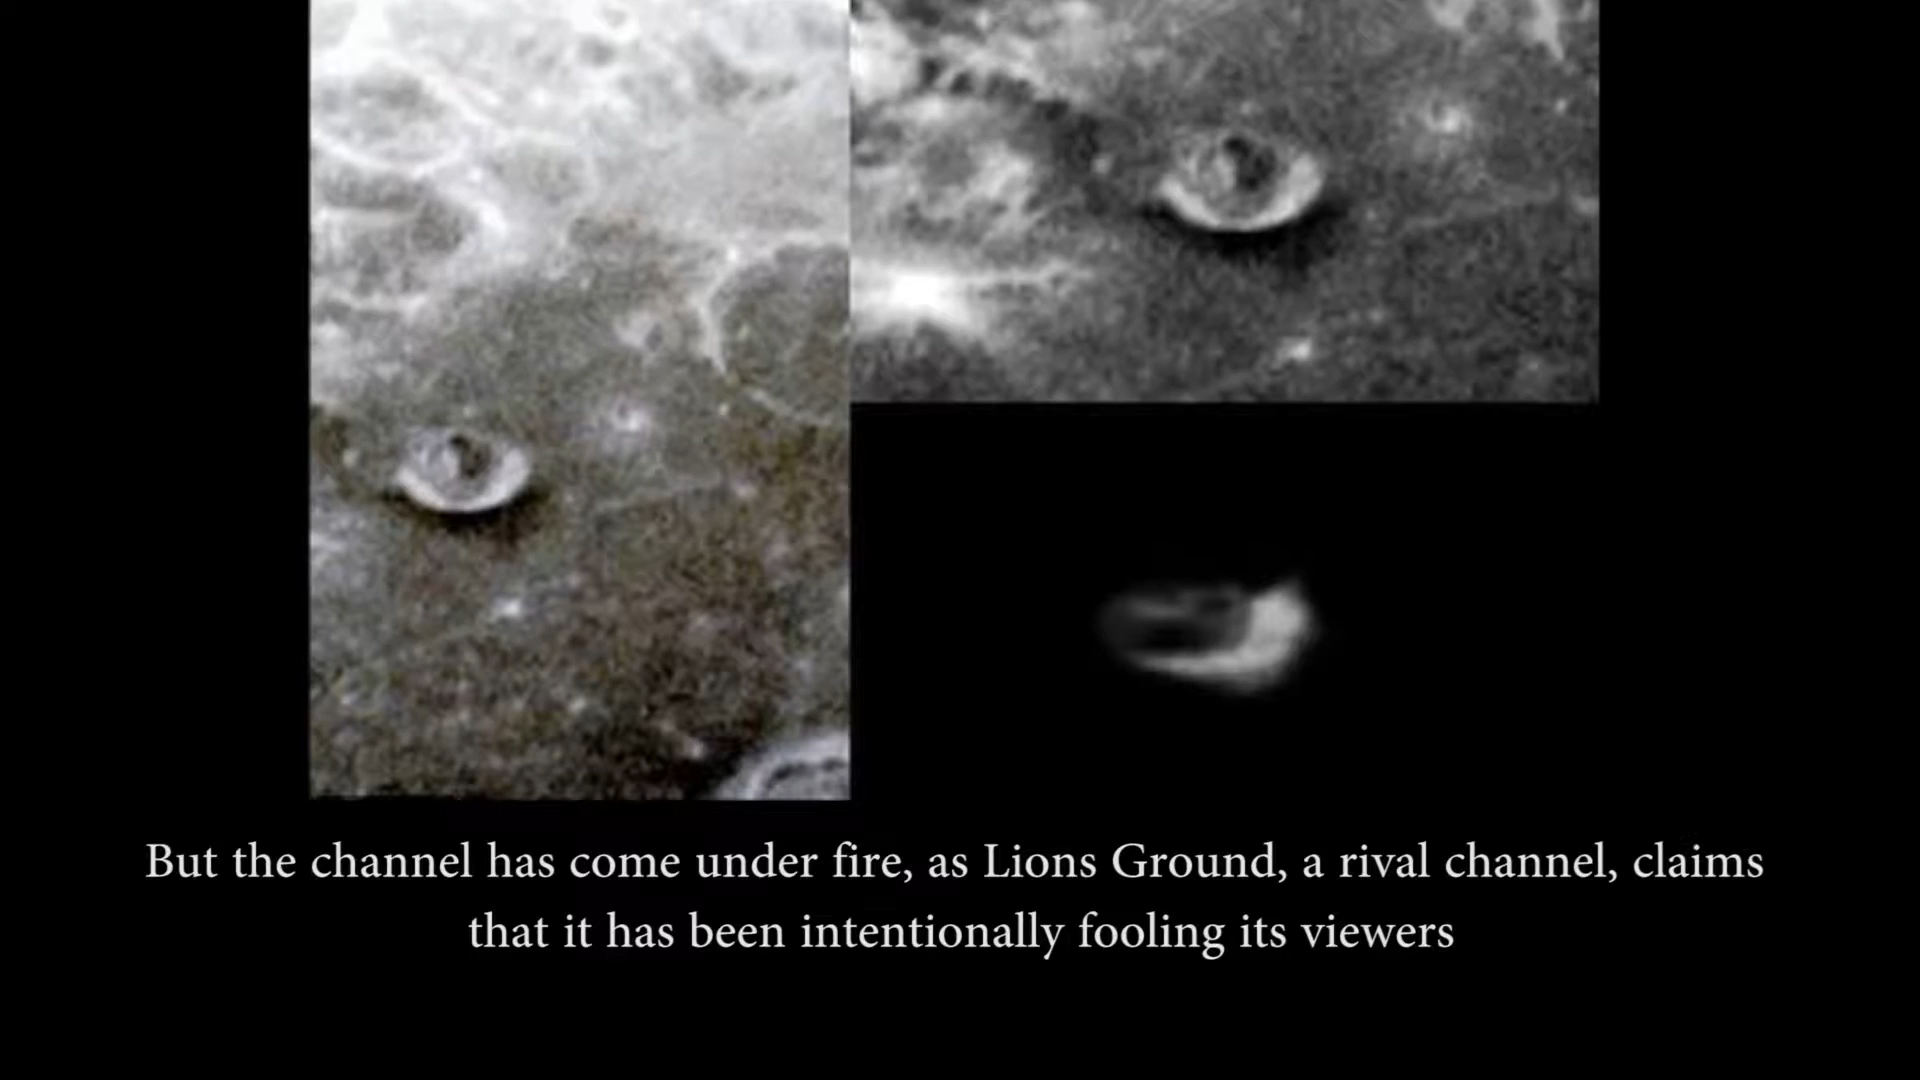 But the channel has come under fire, as Lions Ground, a rival channel, claims
that it has been intentionally fooling its viewers